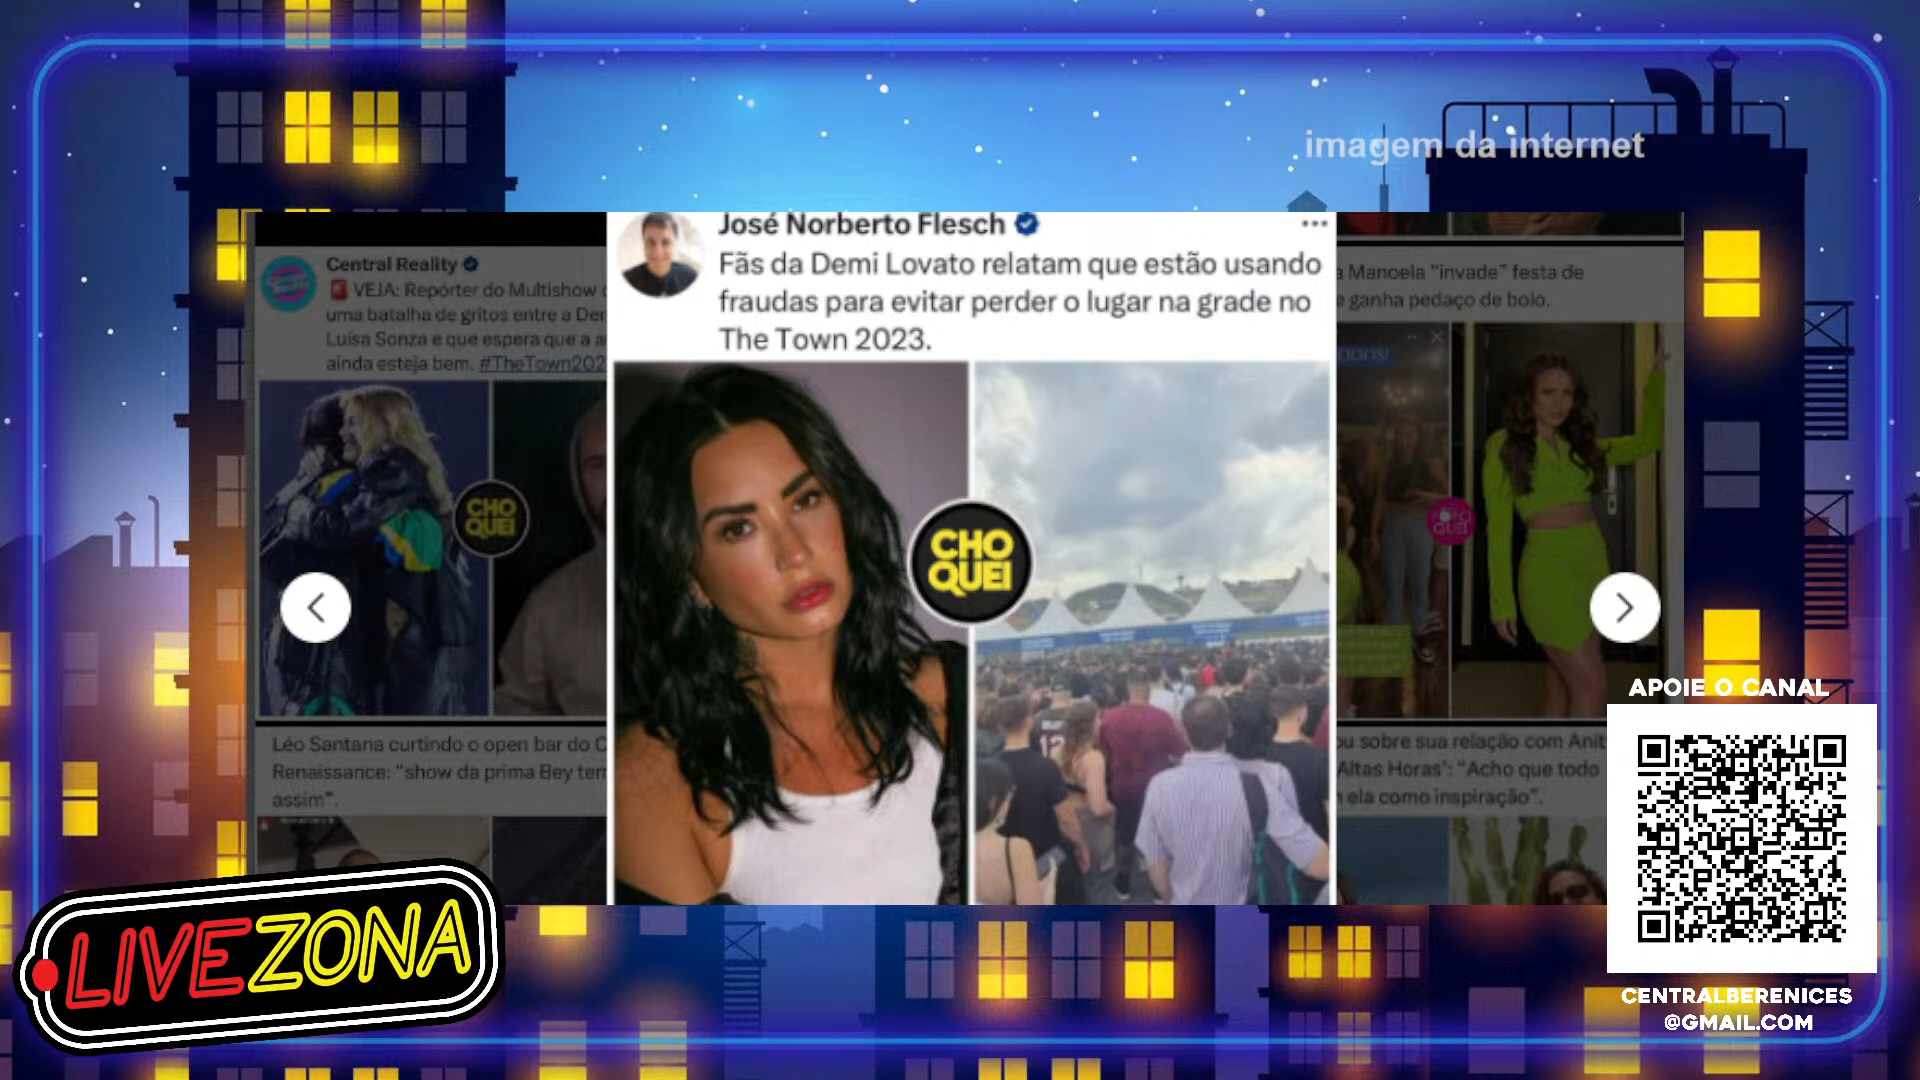 imagem da internet
José Norberto Flesch
Fãs da Demi Lovato relatam que estão usando
fraudas para evitar perder o lugar na grade no
The Town 2023.
CHO
QUEI
Central Reality
VEJA: Repórter do Multishow
uma batalha de gritos entre a
Luísa Sonza e que espera que a
ainda esteja bem. #TheTown202
CHO
QUEI
Léo Santana curtindo o open bar do
Renaissance: “show da prima Bey
assim”.
Manoela “invade” festa de
e ganha pedaço de bolo.
QUEI
sobre sua relação com
Altas Horas’: “Acho que todo
ela como inspiração”.
LIVEZONA
APOIE O CANAL
CENTRALBERENICES
@GMAIL.COM